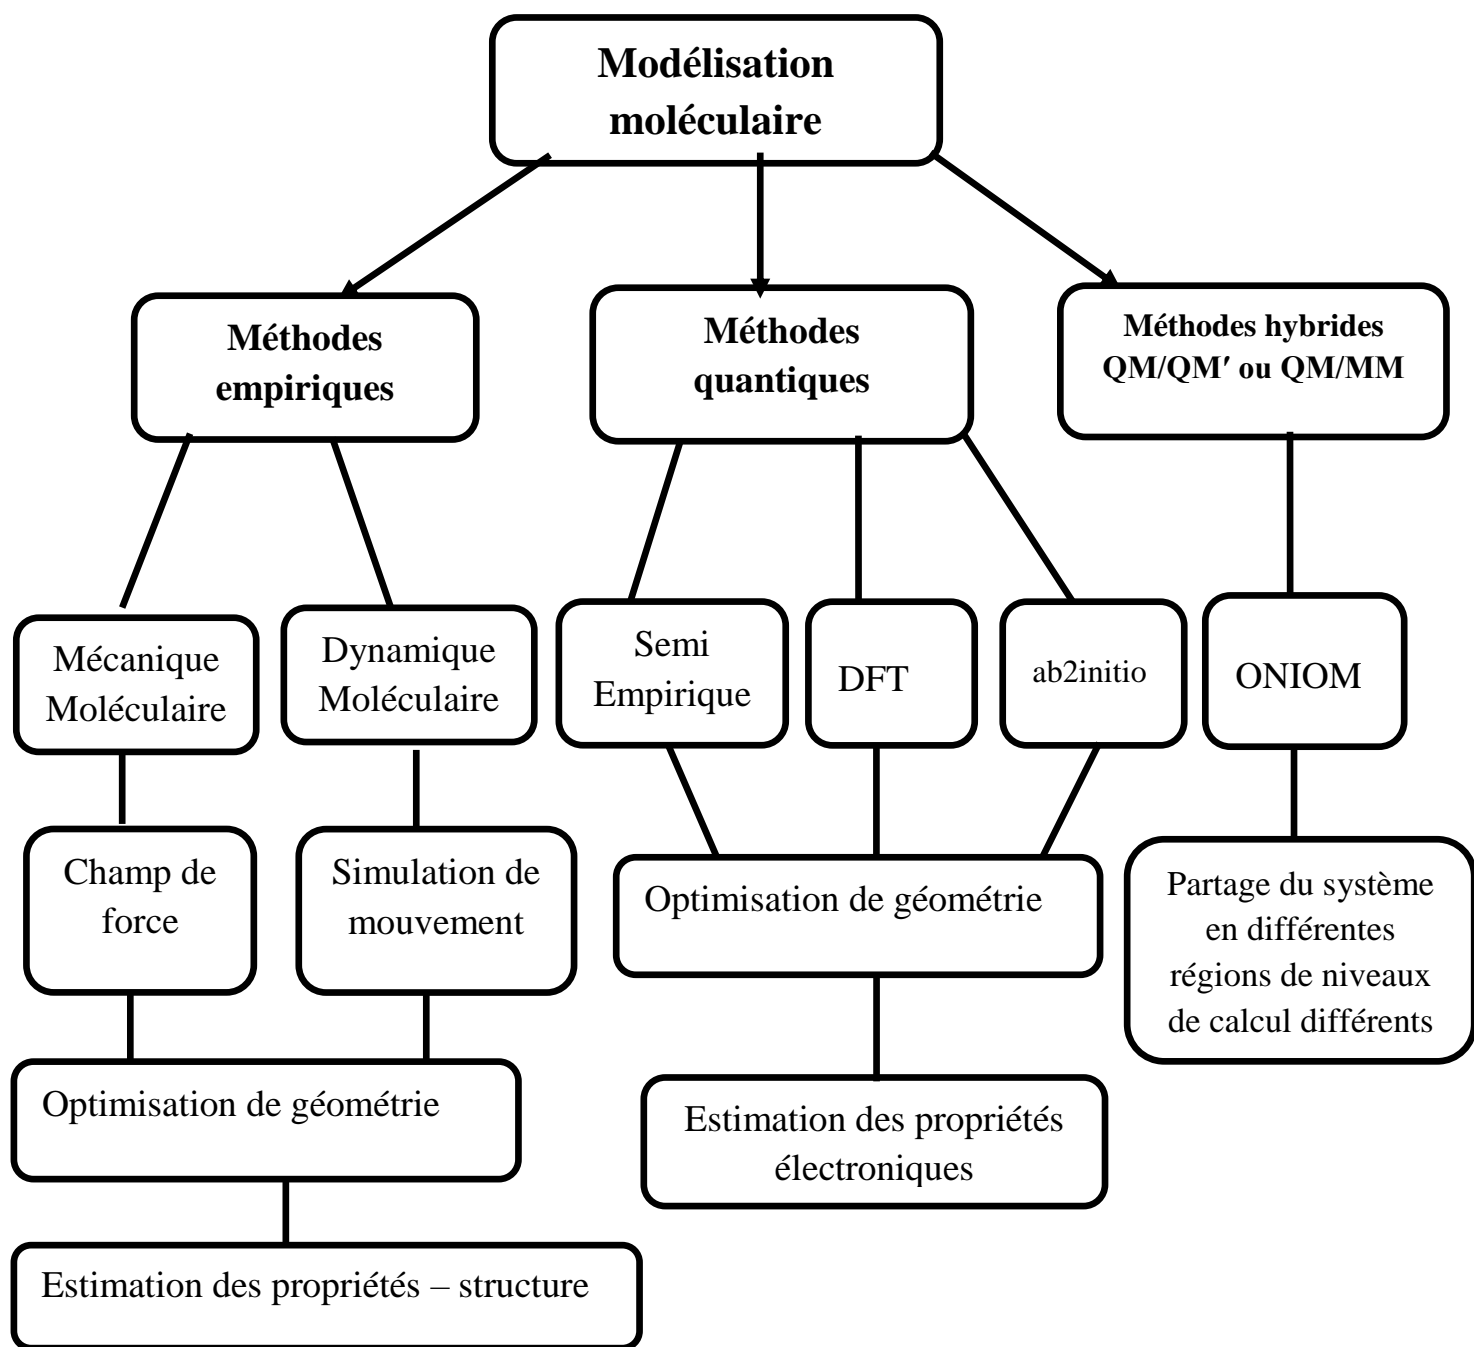 Modélisation
moléculaire
Méthodes
empiriques
Méthodes
quantiques
Méthodes hybrides
QM/QM′ ou QM/MM
Mécanique
Moléculaire
Dynamique
Moléculaire
Semi
Empirique
DFT
ab2initio
ONIOM
Champ de
force
Simulation de
mouvement
Optimisation de géométrie
Partage du système
en différentes
régions de niveaux
de calcul différents
Optimisation de géométrie
Estimation des propriétés
électroniques
Estimation des propriétés – structure